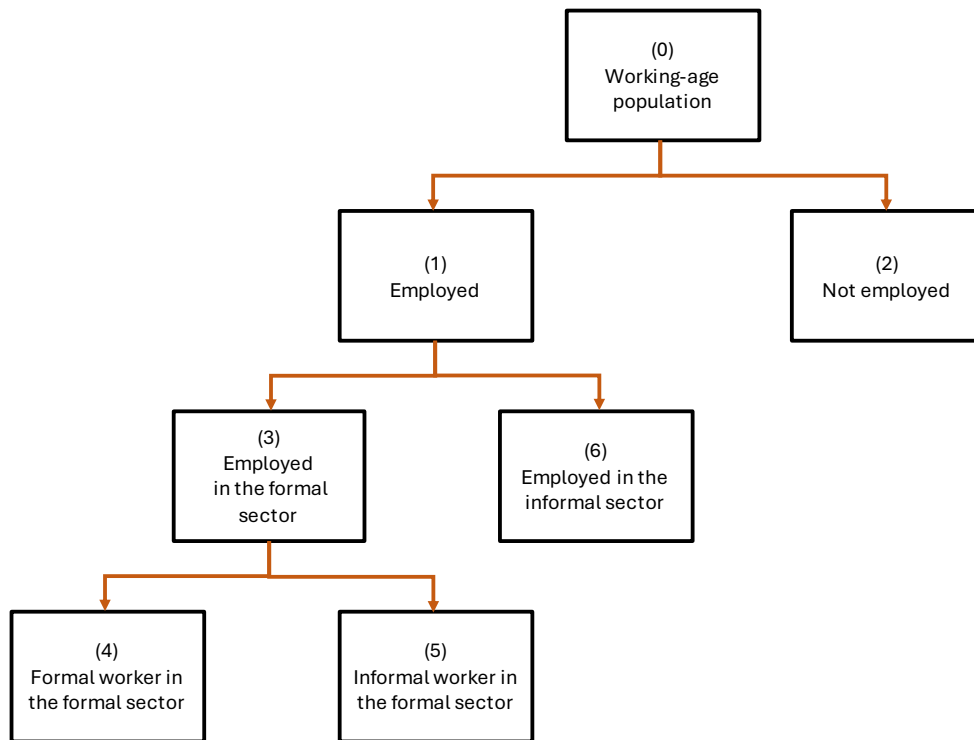 (0)
Working-age
population
(1)
Employed
(2)
Not employed
(3)
Employed
in the formal
sector
(6)
Employed in the
informal sector
(4)
Formal worker in
the formal sector
(5)
Informal worker in
the formal sector